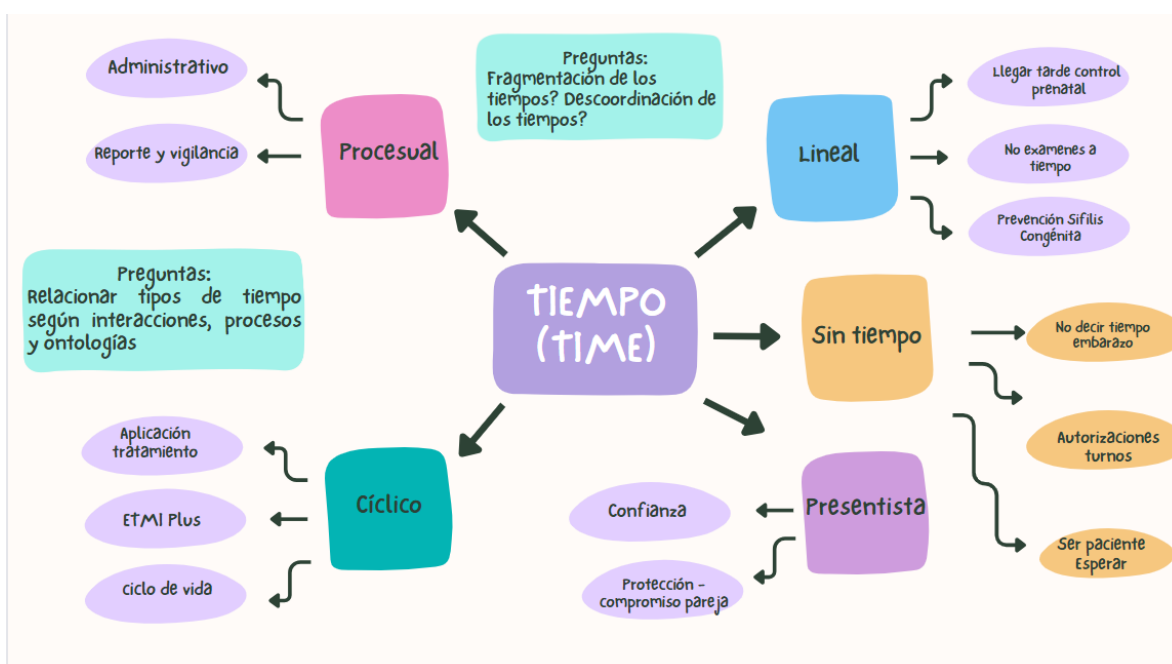 Administrativo
Reporte y vigilancia
Procesual
Preguntas:
Fragmentación de los
tiempos? Descoordinación de
los tiempos?
Lineal
Llegar tarde control
prenatal
No examenes a
tiempo
Prevención Sifilis
Congénita
Preguntas:
Relacionar tipos de tiempo
según interacciones, procesos
y ontologías
TIEMPO
(TIME)
Sin tiempo
No decir tiempo
embarazo
Autorizaciones
turnos
Ser paciente
Esperar
Aplicación
tratamiento
ETMI Plus
ciclo de vida
Cíclico
Confianza
Protección -
compromiso pareja
Presentista